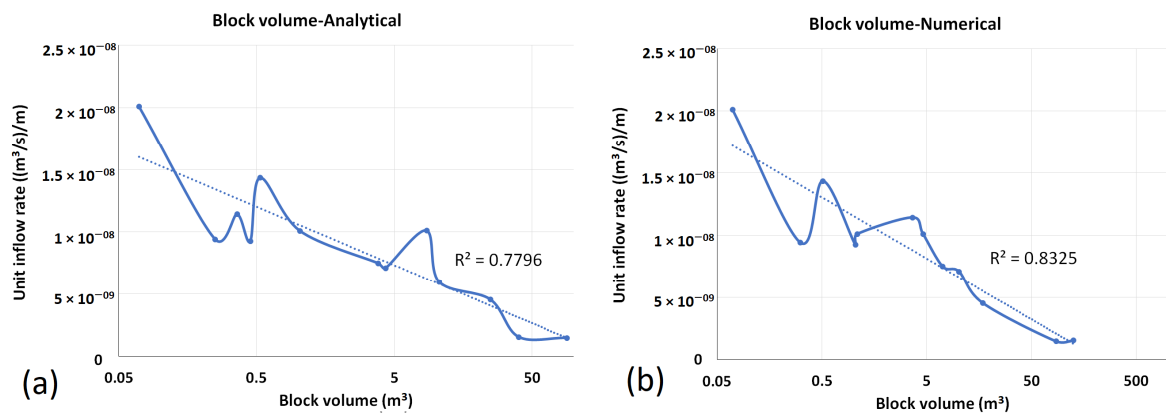 Block volume-Analytical
Unit inflow rate ((m³/s)/m)
2.5 × 10⁻⁰⁸
2 × 10⁻⁰⁸
1.5 × 10⁻⁰⁸
1 × 10⁻⁰⁸
5 × 10⁻⁰⁹
0
R² = 0.7796
0.05
0.5
5
50
Block volume (m³)
(a)
Block volume-Numerical
Unit inflow rate ((m³/s)/m)
2.5 × 10⁻⁰⁸
2 × 10⁻⁰⁸
1.5 × 10⁻⁰⁸
1 × 10⁻⁰⁸
5 × 10⁻⁰⁹
0
R² = 0.8325
0.05
0.5
5
50
500
Block volume (m³)
(b)